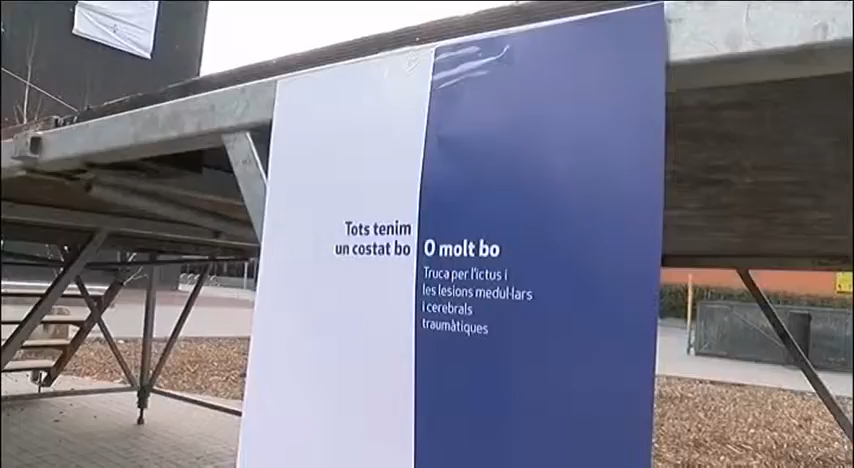 Tots tenim
un costat bo
O molt bo
Truca per l'ictus i
les lesions medul·lars
i cerebrals
traumàtiques